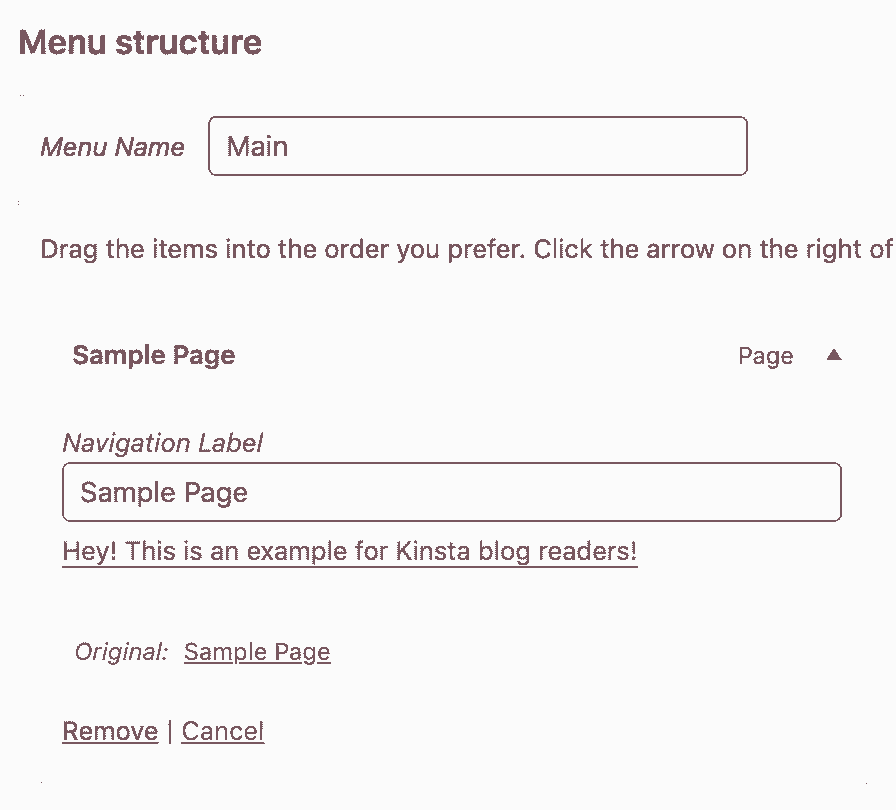 Menu structure
Menu Name Main
Drag the items into the order you prefer. Click the arrow on the right of
Sample Page Page ▲
Navigation Label
Sample Page
Hey! This is an example for Kinsta blog readers!
Original: Sample Page
Remove | Cancel